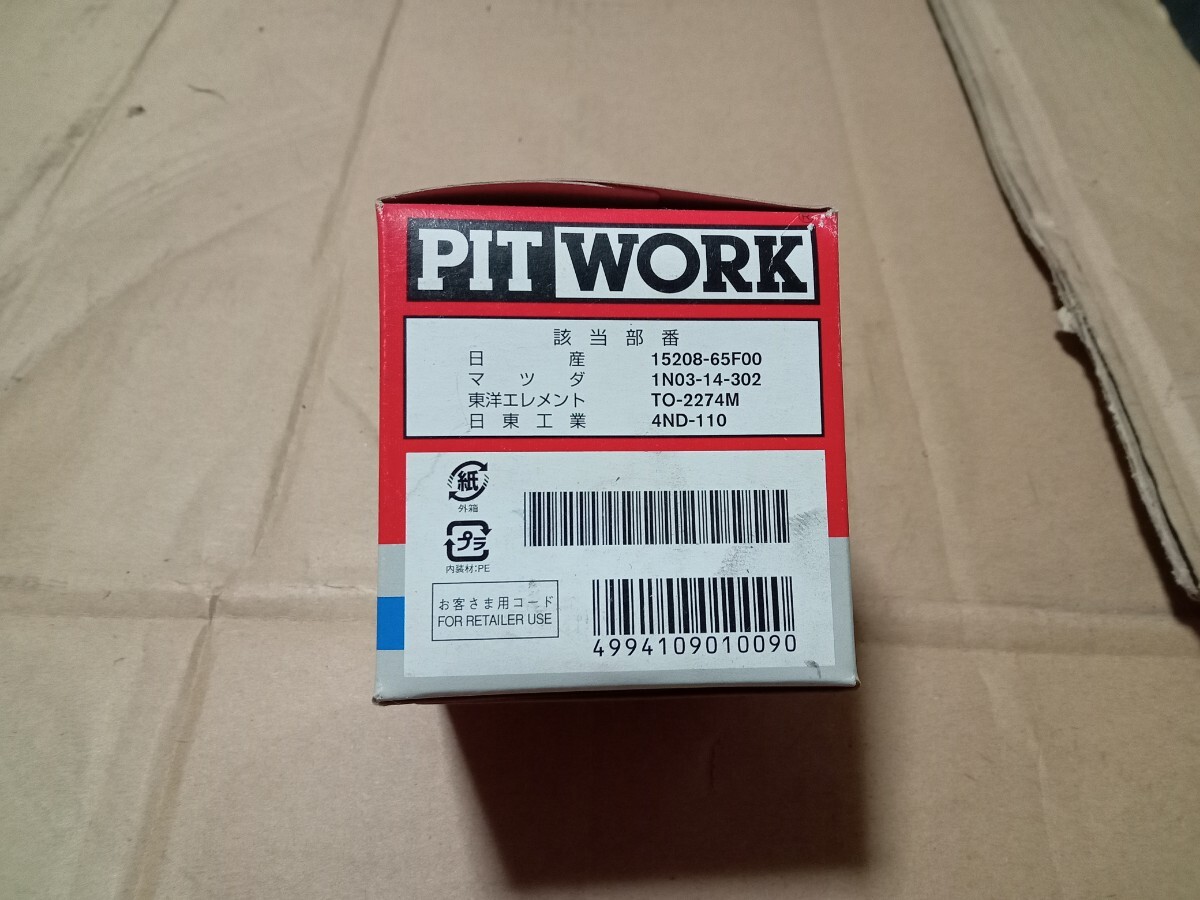 PIT WORK
該当部番
日産 15208-65F00
マツダ 1N03-14-302
東洋エレメント TO-2274M
日東工業 4ND-110
紙
外箱
プラ
内装材:PE
お客さま用コード
FOR RETAILER USE
4994109010090